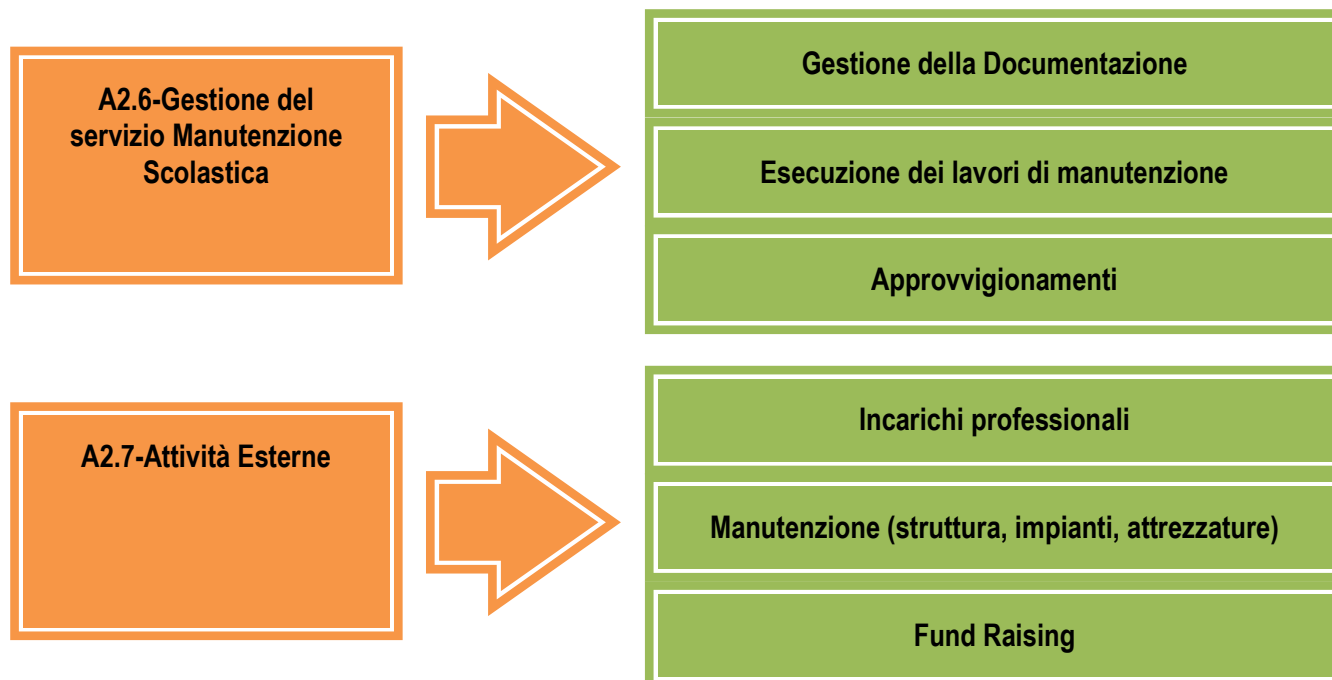 A2.6-Gestione del
servizio Manutenzione
Scolastica
Gestione della Documentazione
Esecuzione dei lavori di manutenzione
Approvvigionamenti
A2.7-Attività Esterne
Incarichi professionali
Manutenzione (struttura, impianti, attrezzature)
Fund Raising